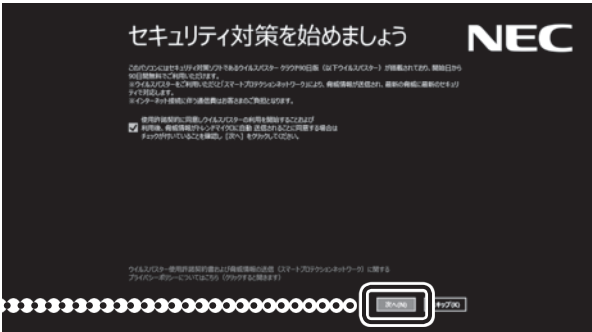 セキュリティ対策を始めましょう
NEC
このパソコンにはセキュリティ対策ソフトであるウイルスバスター クラウド90日版（以下ウイルスバスター）が搭載されており、開始日から
90日間無料でご利用いただけます。
※ウイルスバスターをご利用いただくと「スマートプロテクションネットワーク」により、脅威情報が送信され、最新の脅威に最新のセキュリ
ティで対応します。
※インターネット接続に伴う通信費はお客さまのご負担となります。
使用許諾契約に同意しウイルスバスターの利用を開始することおよび
利用後、脅威情報がトレンドマイクロに自動 送信されることに同意する場合は
チェックが付いていることを確認し、［次へ］をクリックしてください。
ウイルスバスター使用許諾契約書および脅威情報の送信（スマートプロテクションネットワーク）に関する
プライバシーポリシーについてはこちら（クリックすると開きます）
次へ(N)
キップ(X)